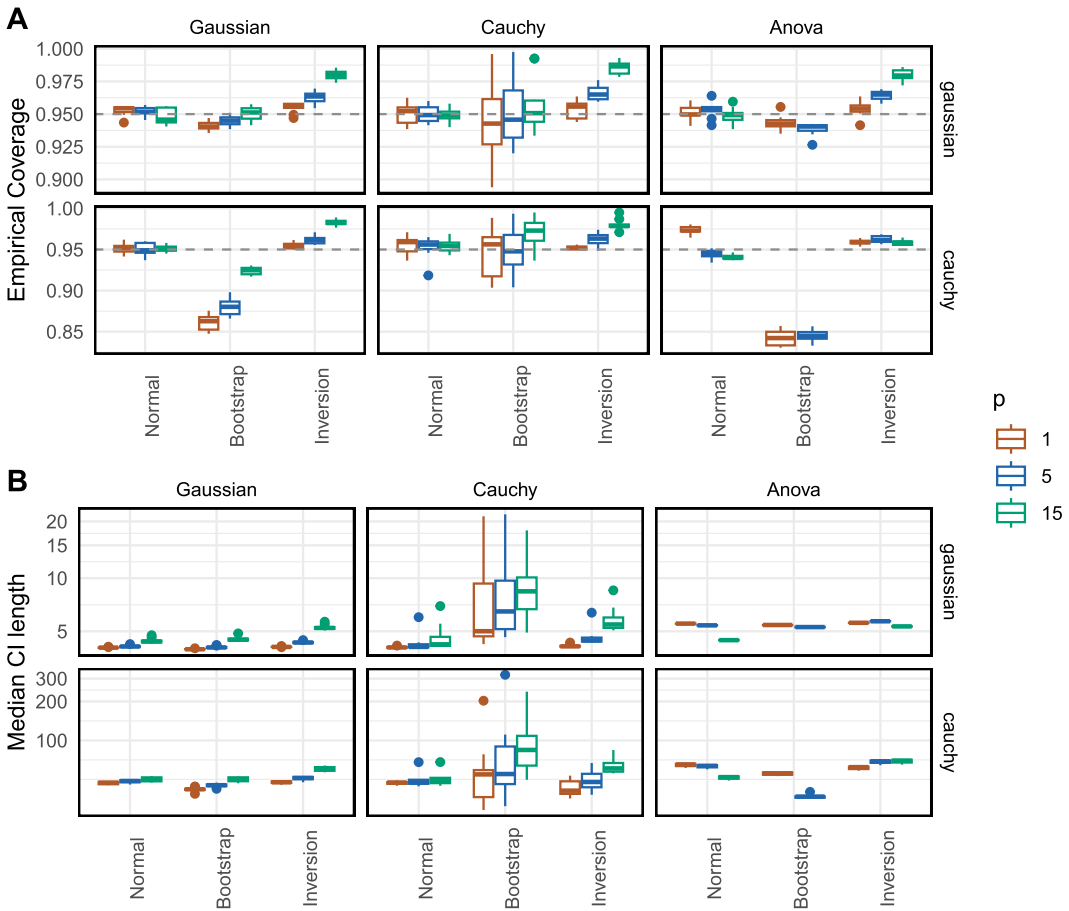 A
Gaussian
Cauchy
Anova
Empirical Coverage
1.000
0.975
0.950
0.925
0.900
gaussian
1.00
0.95
0.90
0.85
cauchy
Normal
Bootstrap
Inversion
Normal
Bootstrap
Inversion
Normal
Bootstrap
Inversion
p
1
5
15
B
Gaussian
Cauchy
Anova
Median CI length
20
15
10
5
gaussian
300
200
100
cauchy
Normal
Bootstrap
Inversion
Normal
Bootstrap
Inversion
Normal
Bootstrap
Inversion